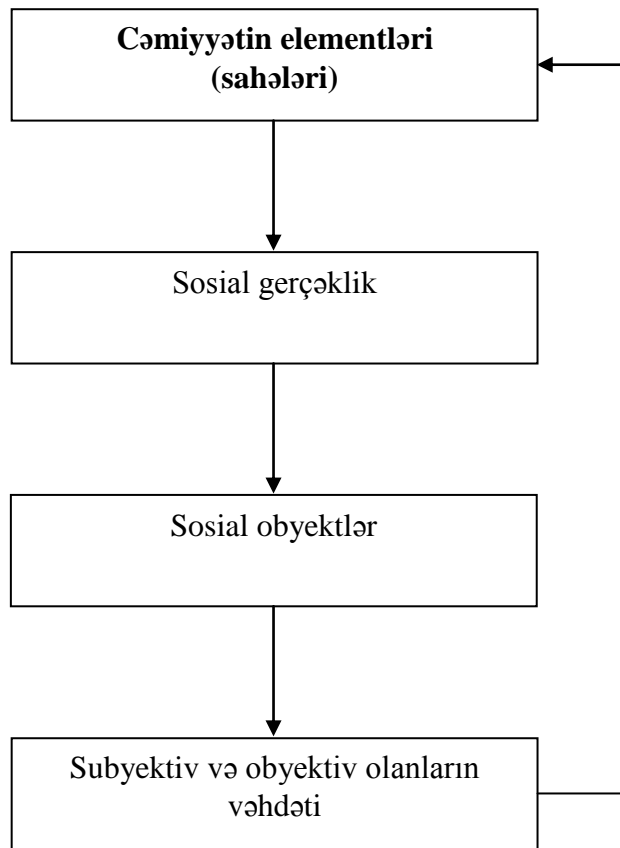 Cəmiyyətin elementləri
(sahələri)
Sosial gerçəklik
Sosial obyektlər
Subyektiv və obyektiv olanların
vəhdəti